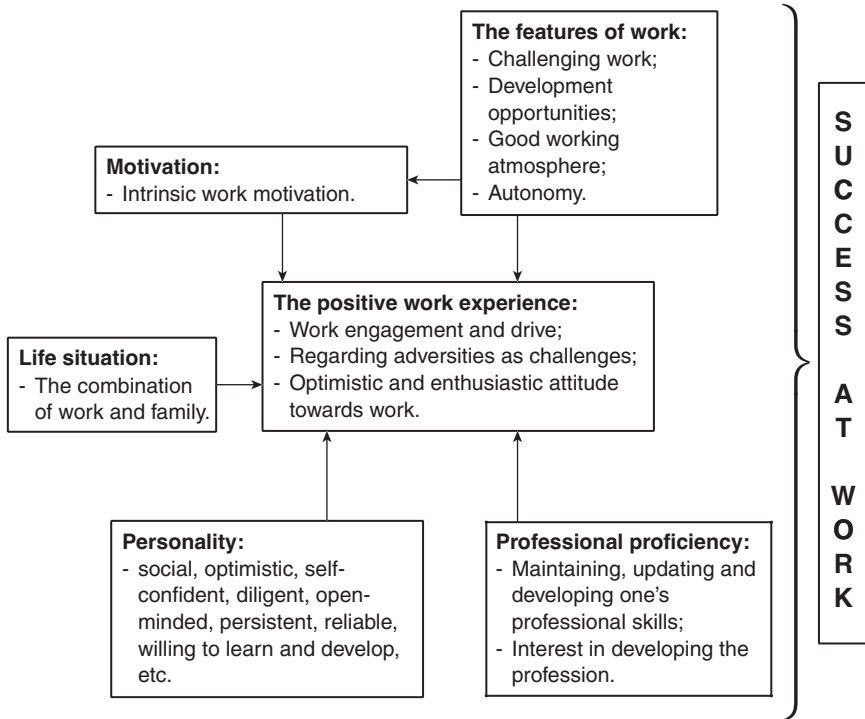 The features of work:
- Challenging work;
- Development
opportunities;
- Good working
atmosphere;
- Autonomy.
Motivation:
- Intrinsic work motivation.
The positive work experience:
- Work engagement and drive;
- Regarding adversities as challenges;
- Optimistic and enthusiastic attitude
towards work.
Life situation:
- The combination
of work and family.
Personality:
- social, optimistic, self-
confident, diligent, open-
minded, persistent, reliable,
willing to learn and develop,
etc.
Professional proficiency:
- Maintaining, updating and
developing one's
professional skills;
- Interest in developing the
profession.
SUCCESS AT WORK